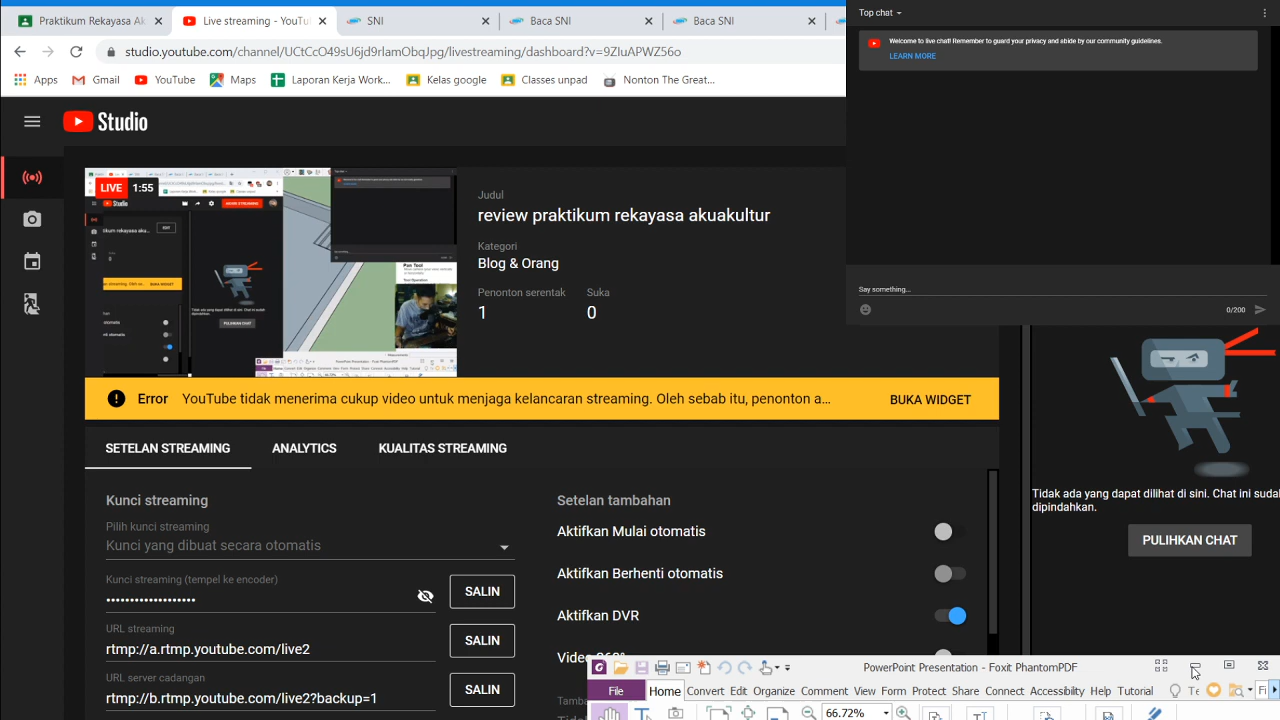 Praktikum Rekayasa Ak
Live streaming - YouTu
SNI
Baca SNI
Baca SNI
studio.youtube.com/channel/UCtCcO49sU6jd9rIamObqJpg/livestreaming/dashboard?v=9ZIuAPWZ56o
Apps
Gmail
YouTube
Maps
Laporan Kerja Work...
Kelas google
Classes unpad
Nonton The Great...
Top chat
Welcome to live chat! Remember to guard your privacy and abide by our community guidelines.
LEARN MORE
Say something...
0/200
Studio
LIVE
1:55
Judul
review praktikum rekayasa akuakultur
Kategori
Blog & Orang
Penonton serentak
Suka
1
0
Error
YouTube tidak menerima cukup video untuk menjaga kelancaran streaming. Oleh sebab itu, penonton a...
BUKA WIDGET
SETELAN STREAMING
ANALYTICS
KUALITAS STREAMING
Kunci streaming
Pilih kunci streaming
Kunci yang dibuat secara otomatis
Kunci streaming (tempel ke encoder)
••••••••••••••••••••
SALIN
URL streaming
rtmp://a.rtmp.youtube.com/live2
SALIN
URL server cadangan
rtmp://b.rtmp.youtube.com/live2?backup=1
SALIN
Setelan tambahan
Aktifkan Mulai otomatis
Aktifkan Berhenti otomatis
Aktifkan DVR
Tidak ada yang dapat dilihat di sini. Chat ini sudah
dipindahkan.
PULIHKAN CHAT
PowerPoint Presentation - Foxit PhantomPDF
File
Home
Convert
Edit
Organize
Comment
View
Form
Protect
Share
Connect
Accessibility
Help
Tutorial
66.72%